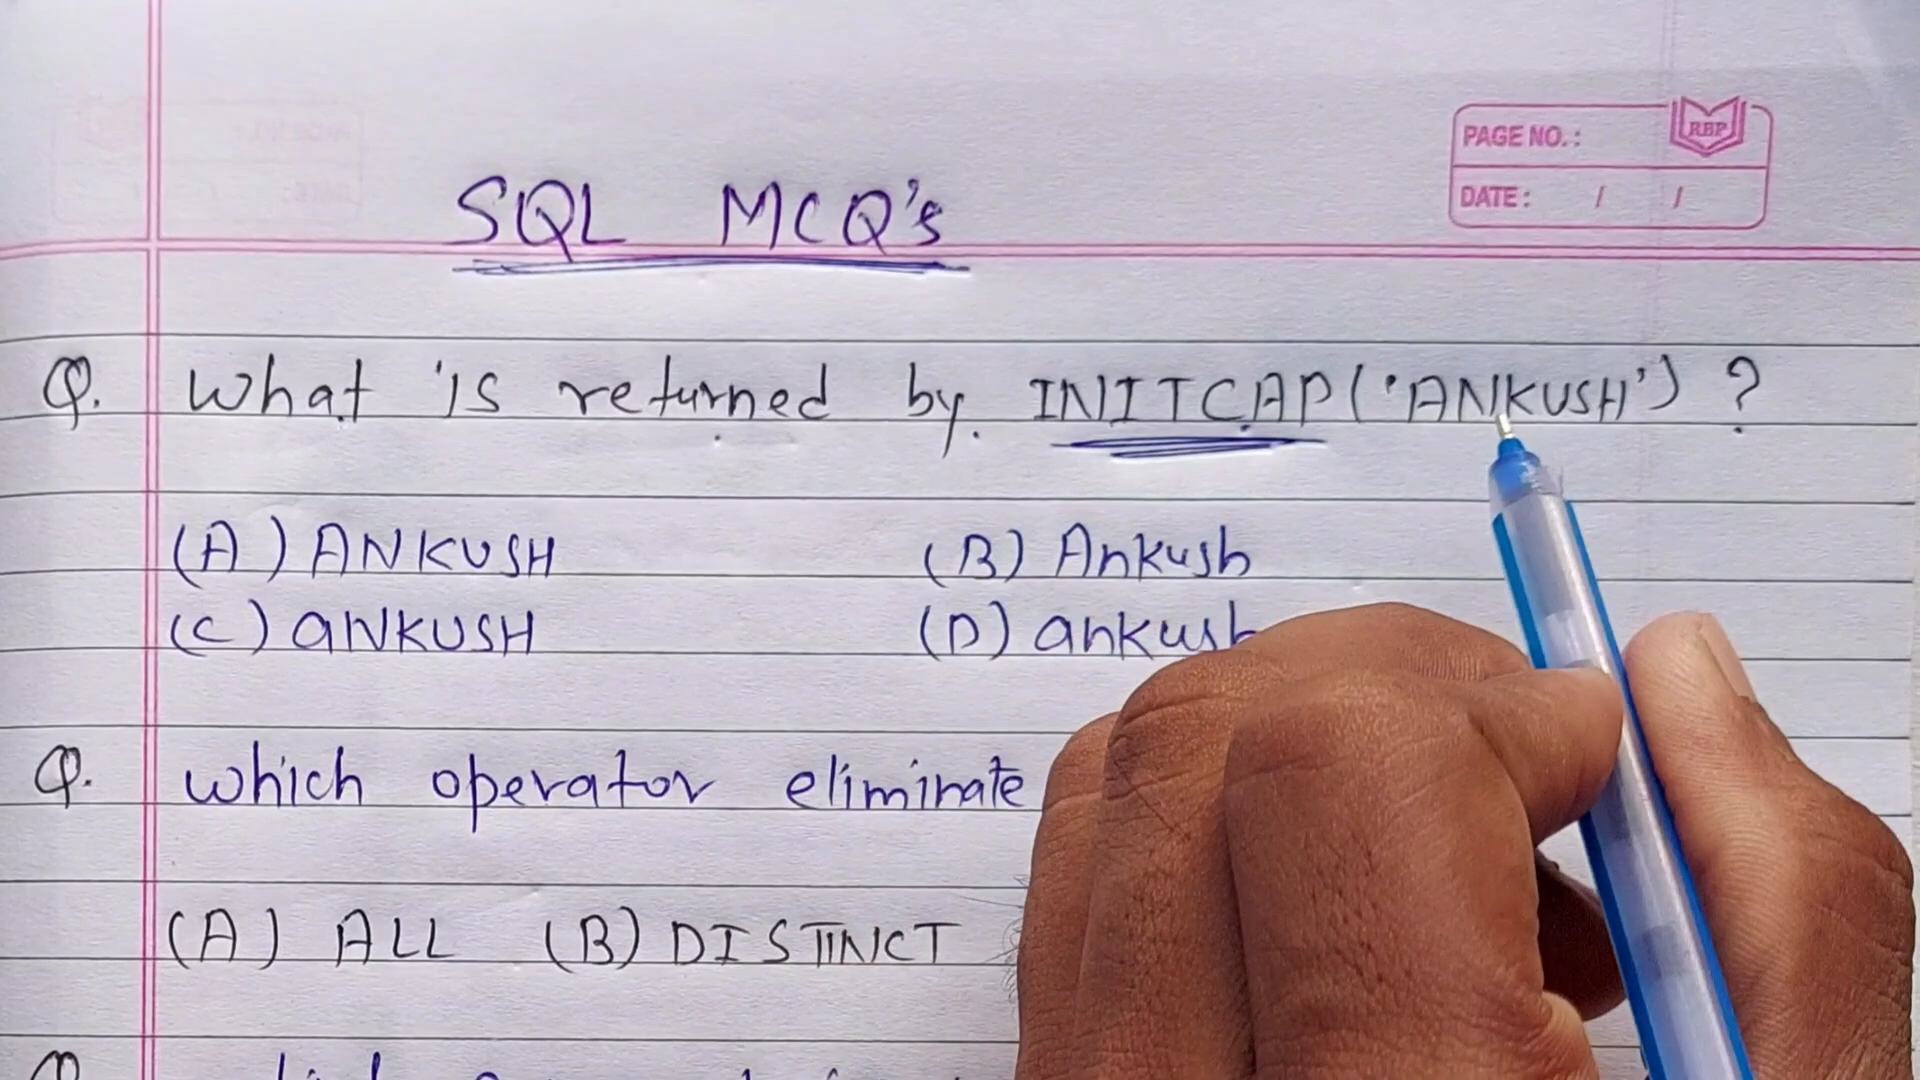 RBP
PAGE NO.:
DATE: / /
SQL MCQ's
Q. What is returned by INITCAP('ANKUSH') ?
(A) ANKUSH (B) Ankush
(C) aNKUSH (D) ankush
Q. which operator eliminate
(A) ALL (B) DISTINCT